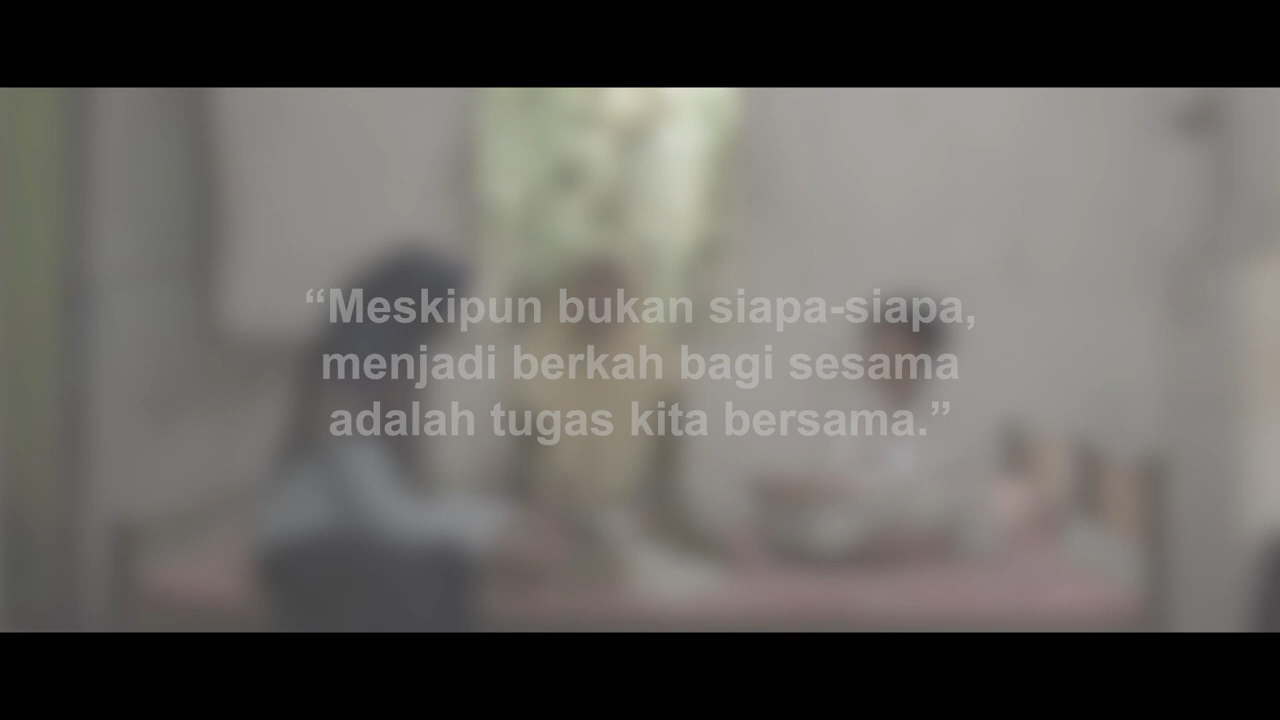 “Meskipun bukan siapa-siapa,
menjadi berkah bagi sesama
adalah tugas kita bersama.”